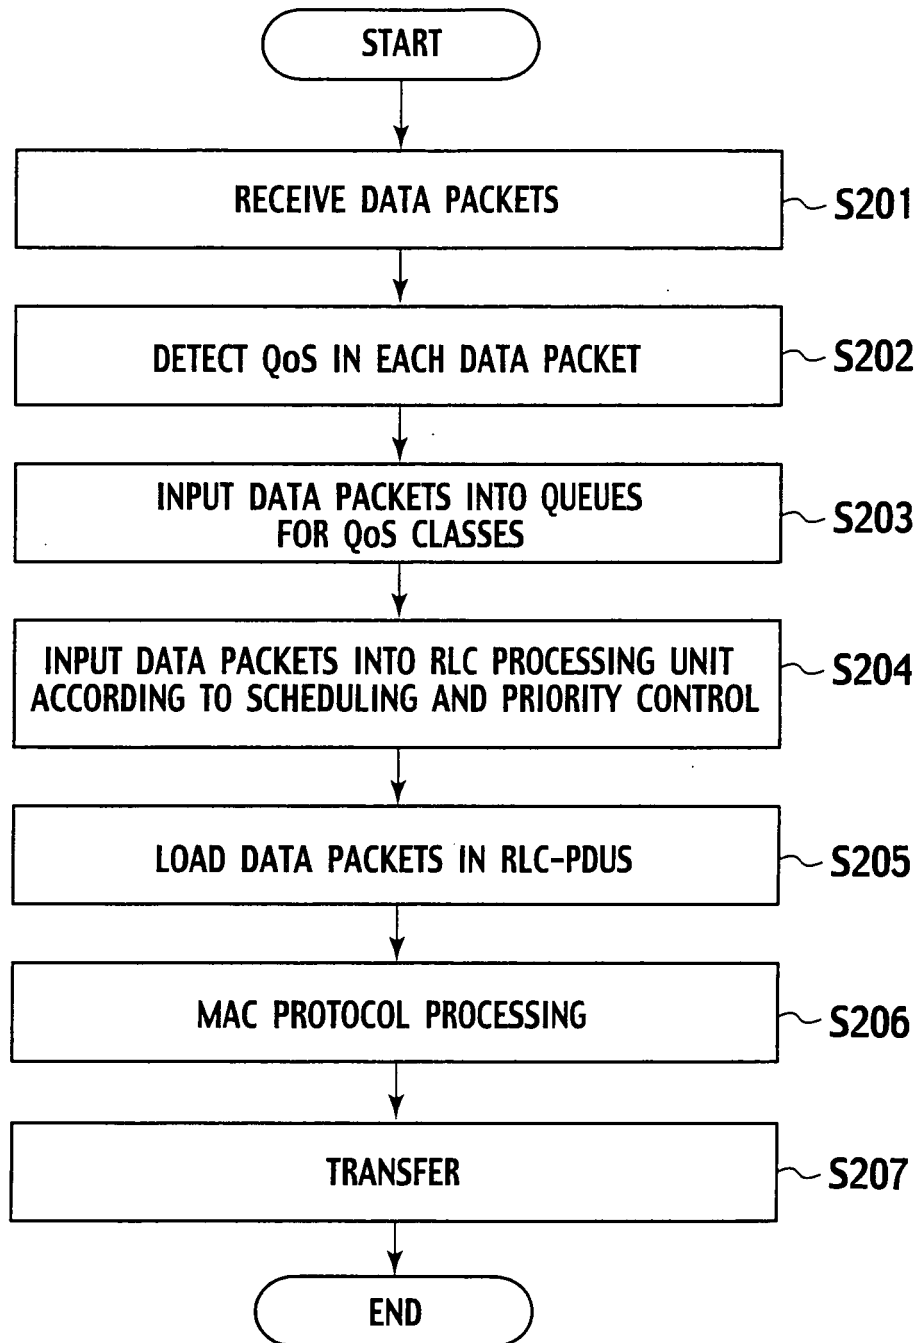 START
RECEIVE DATA PACKETS
S201
DETECT QoS IN EACH DATA PACKET
S202
INPUT DATA PACKETS INTO QUEUES
FOR QoS CLASSES
S203
INPUT DATA PACKETS INTO RLC PROCESSING UNIT
ACCORDING TO SCHEDULING AND PRIORITY CONTROL
S204
LOAD DATA PACKETS IN RLC-PDUS
S205
MAC PROTOCOL PROCESSING
S206
TRANSFER
S207
END